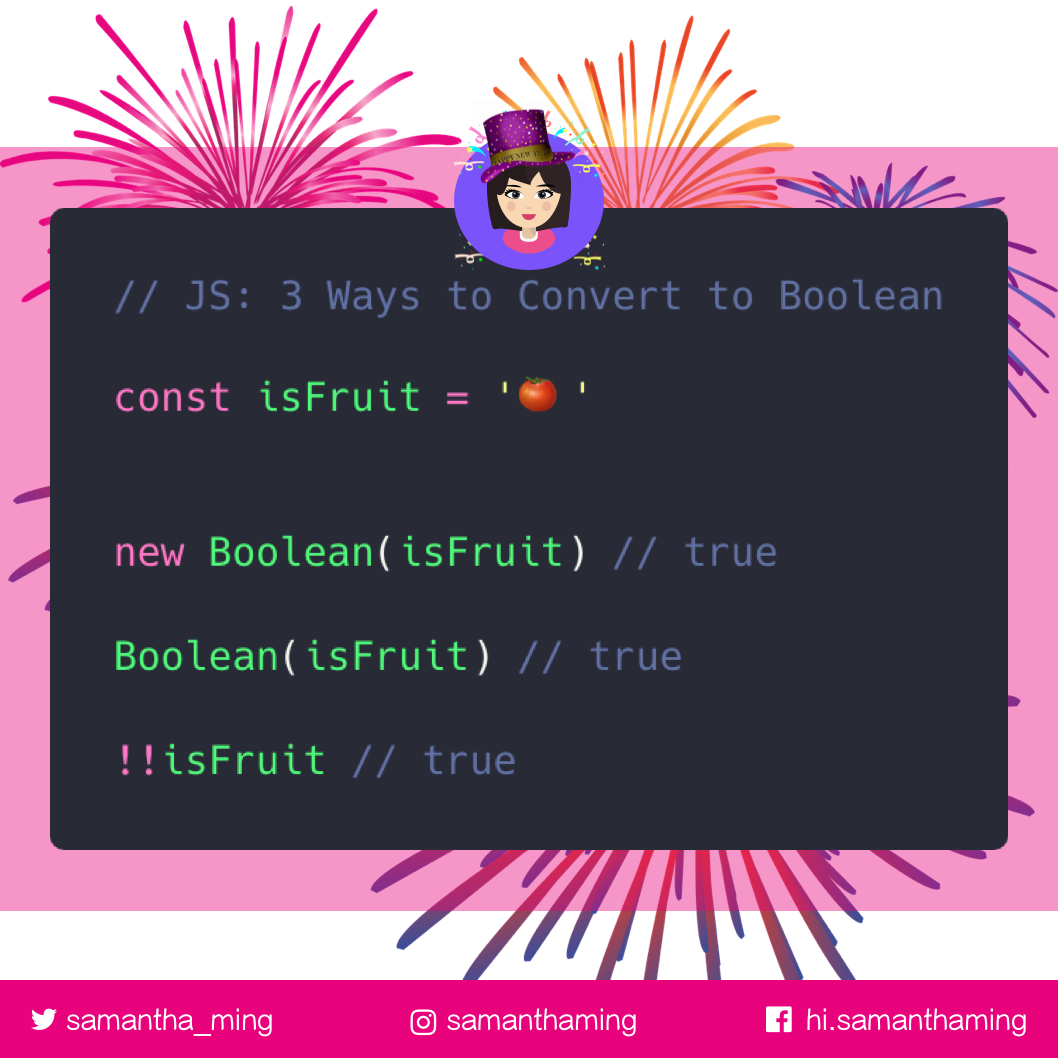 // JS: 3 Ways to Convert to Boolean
const isFruit = '🍅 '
new Boolean(isFruit) // true
Boolean(isFruit) // true
!!isFruit // true
samantha_ming
samanthaming
hi.samanthaming